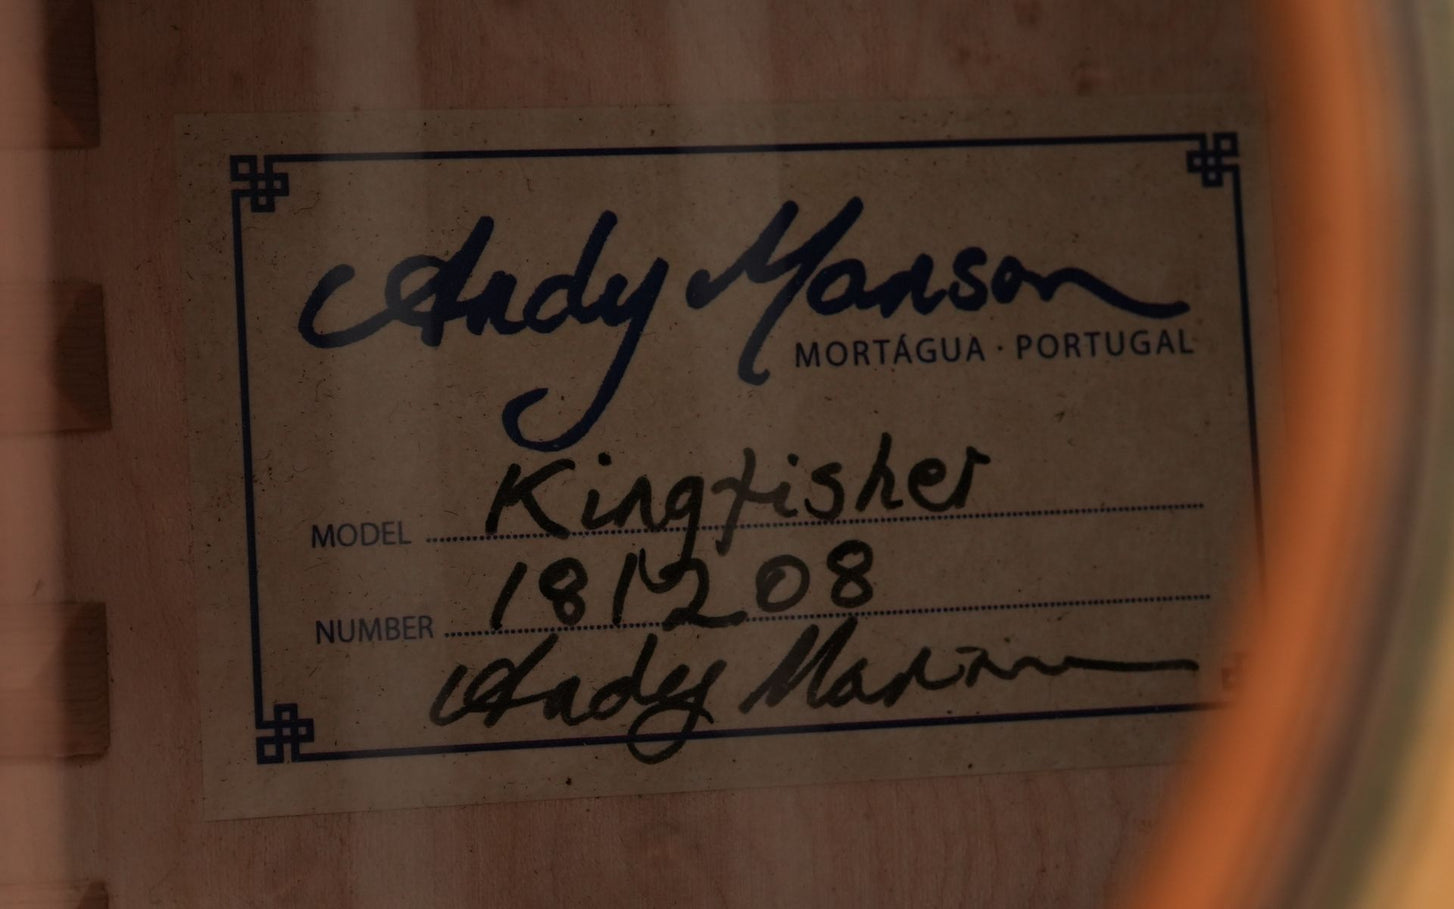 Andy Manson
MORTÁGUA · PORTUGAL
MODEL Kingfisher
NUMBER 181208
Andy Manson